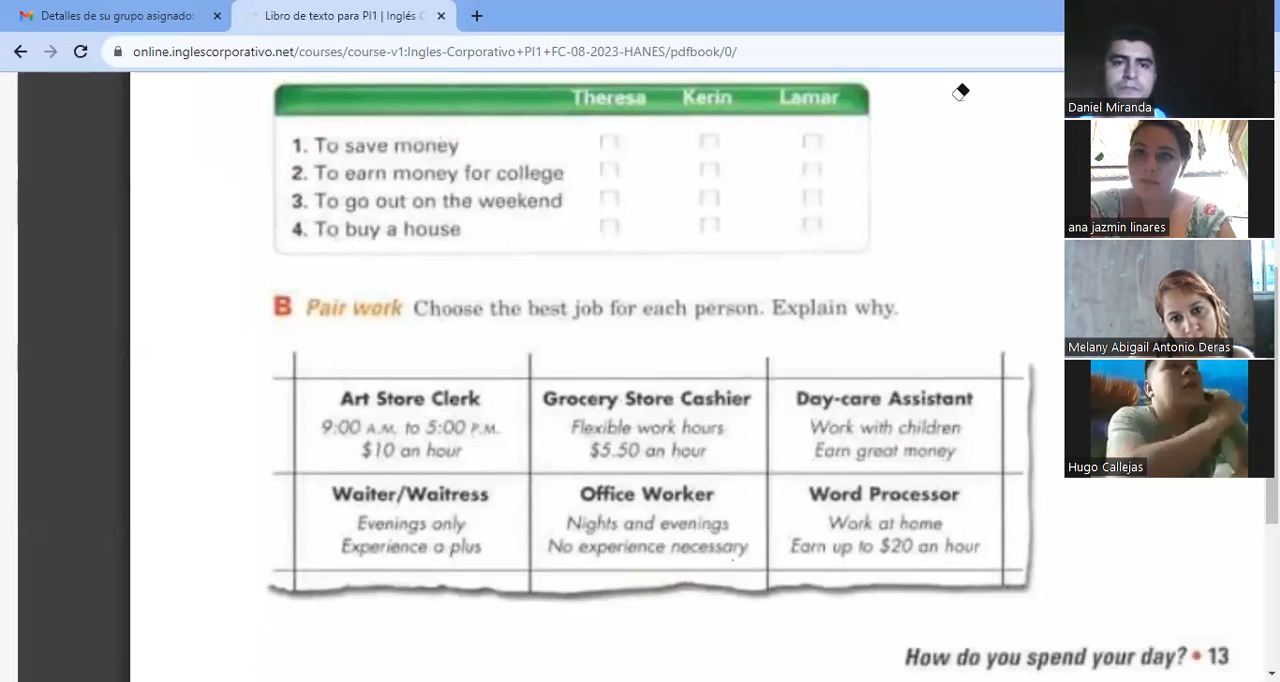 Detalles de su grupo asignado
Libro de texto para PI1 | Inglés C
online.inglescorporativo.net/courses/course-v1:Ingles-Corporativo+PI1+FC-08-2023-HANES/pdfbook/0/
Theresa Kerin Lamar
1. To save money
2. To earn money for college
3. To go out on the weekend
4. To buy a house
B Pair work Choose the best job for each person. Explain why.
Art Store Clerk
9:00 A.M. to 5:00 P.M.
$10 an hour
Grocery Store Cashier
Flexible work hours
$5.50 an hour
Day-care Assistant
Work with children
Earn great money
Waiter/Waitress
Evenings only
Experience a plus
Office Worker
Nights and evenings
No experience necessary
Word Processor
Work at home
Earn up to $20 an hour
How do you spend your day? • 13
Daniel Miranda
ana jazmin linares
Melany Abigail Antonio Deras
Hugo Callejas